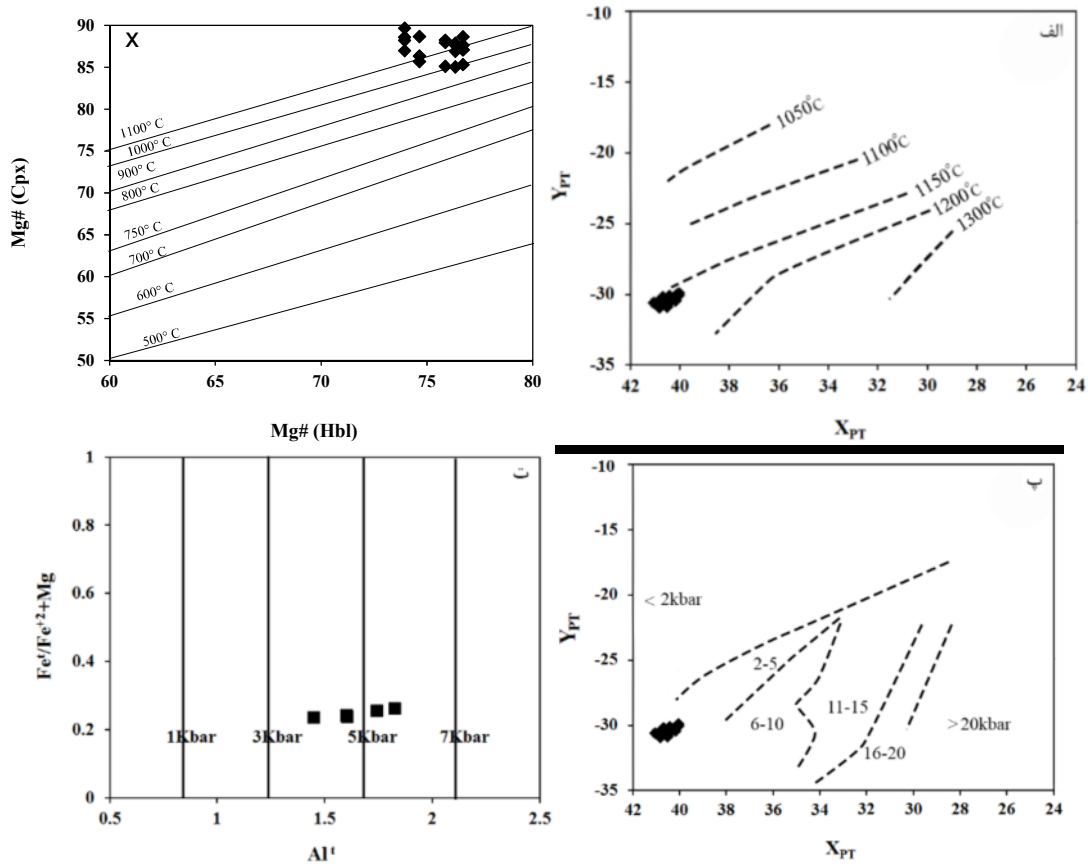 X
90
85
80
75
70
65
60
55
50
1100° C
1000° C
900° C
800° C
750° C
700° C
600° C
500° C
60
65
70
75
80
Mg# (Cpx)
Mg# (Hbl)
الف
-10
-15
-20
-25
-30
-35
1050°C
1100°C
1150°C
1200°C
1300°C
42
40
38
36
34
32
30
28
26
24
Y_PT
X_PT
1
0.8
0.6
0.4
0.2
0
1Kbar
3Kbar
5Kbar
7Kbar
0.5
1
1.5
2
2.5
Feᵗ/Fe⁺²+Mg
Alᵗ
پ
-10
-15
-20
-25
-30
-35
< 2kbar
2-5
6-10
11-15
16-20
>20kbar
42
40
38
36
34
32
30
28
26
24
Y_PT
X_PT